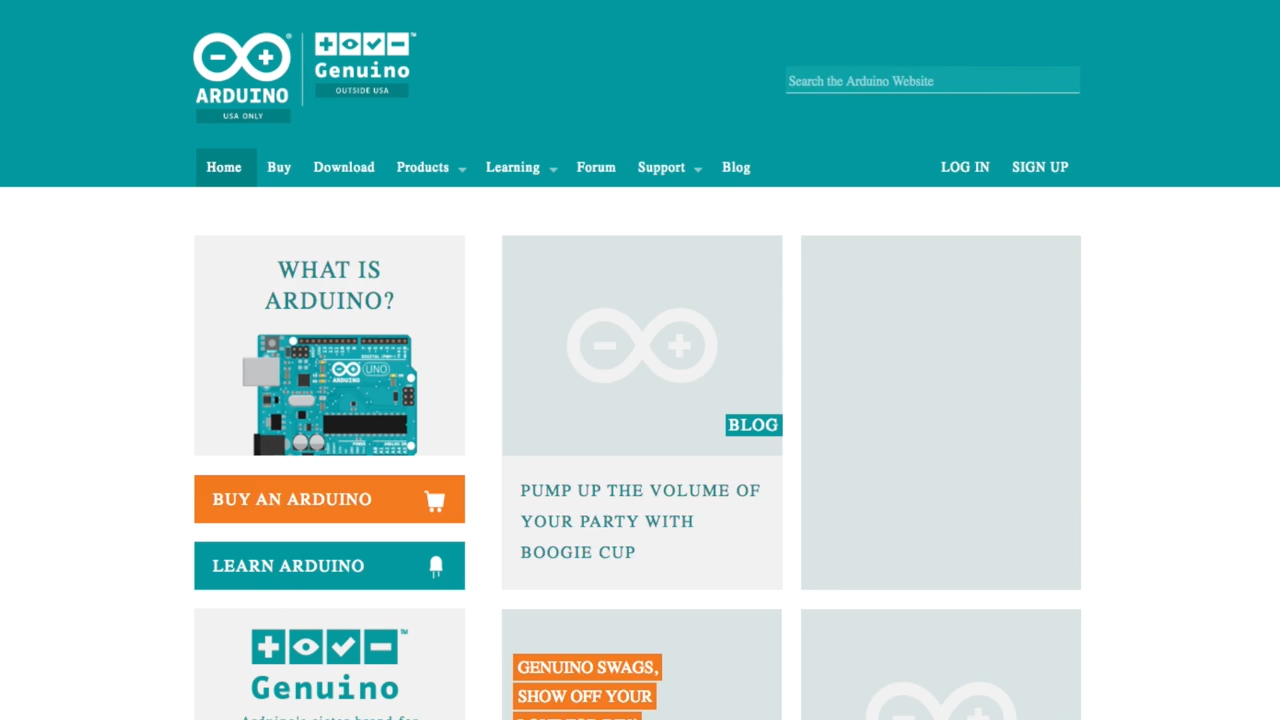 ARDUINO
USA ONLY
Genuino
OUTSIDE USA
Search the Arduino Website
Home Buy Download Products Learning Forum Support Blog LOG IN SIGN UP
WHAT IS
ARDUINO?
UNO
ARDUINO
BUY AN ARDUINO
LEARN ARDUINO
Genuino
BLOG
PUMP UP THE VOLUME OF
YOUR PARTY WITH
BOOGIE CUP
GENUINO SWAGS,
SHOW OFF YOUR